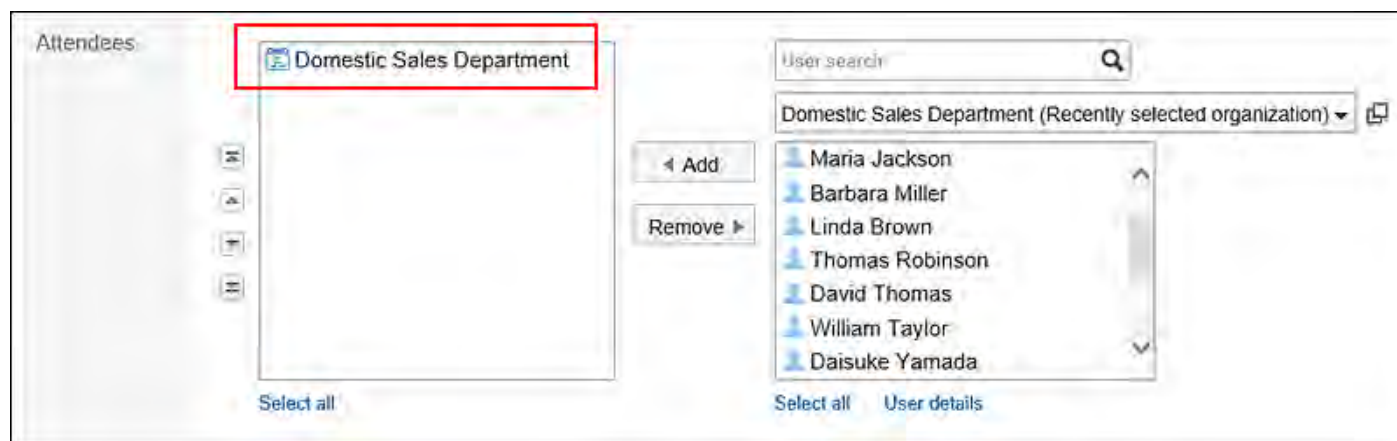 Attendees
Domestic Sales Department
User search
Domestic Sales Department (Recently selected organization)
Add
Remove
Maria Jackson
Barbara Miller
Linda Brown
Thomas Robinson
David Thomas
William Taylor
Daisuke Yamada
Select all
Select all User details